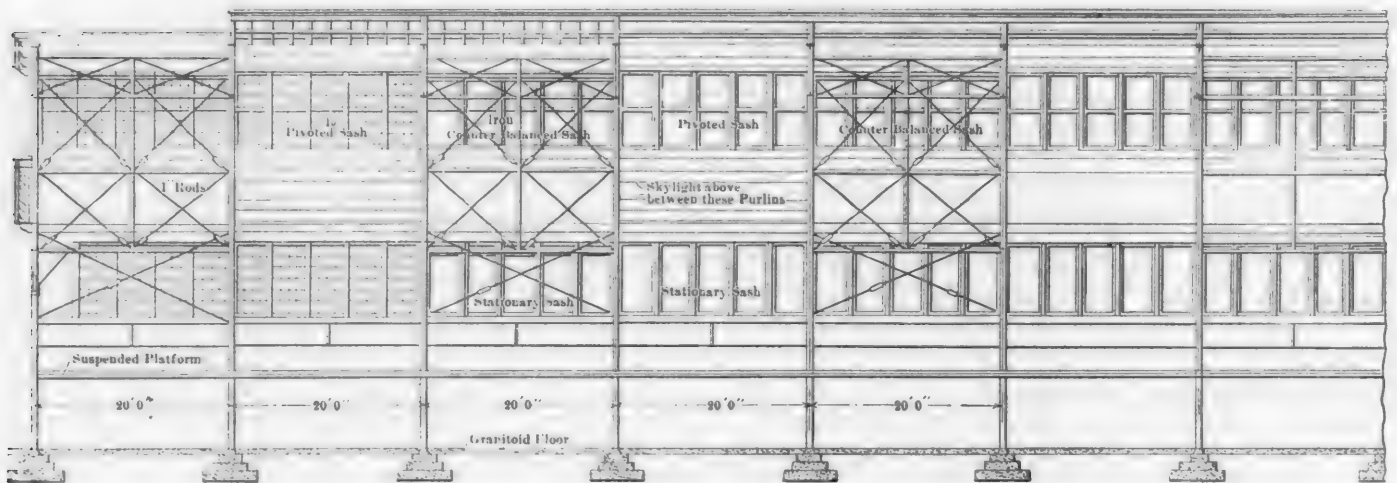 Pivoted Sash
Iron
Counter Balanced Sash
Pivoted Sash
Counter Balanced Sash
1" Rods
Skylight above
between these Purlins
Stationary Sash
Stationary Sash
Suspended Platform
20'0"
20'0"
20'0"
20'0"
20'0"
Granitoid Floor